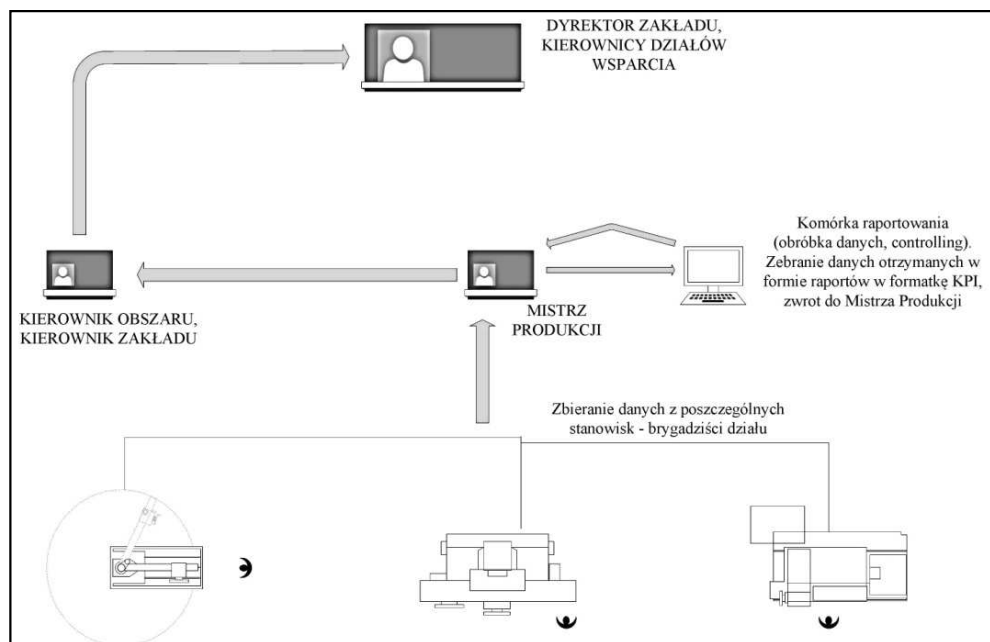 DYREKTOR ZAKŁADU,
KIEROWNICY DZIAŁÓW
WSPARCIA
Komórka raportowania
(obróbka danych, controlling).
Zebranie danych otrzymanych w
formie raportów w formatkę KPI,
zwrot do Mistrza Produkcji
KIEROWNIK OBSZARU,
KIEROWNIK ZAKŁADU
MISTRZ
PRODUKCJI
Zbieranie danych z poszczególnych
stanowisk - brygadziści działu